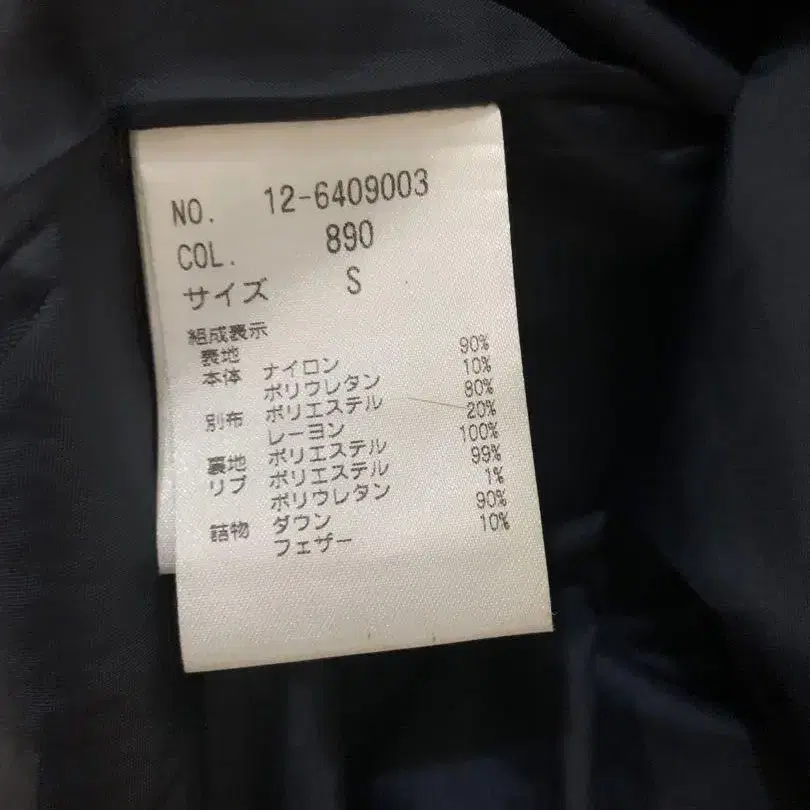 NO. 12-6409003
COL. 890
サイズ S
組成表示
表地
本体 ナイロン 90%
ポリウレタン 10%
別布 ポリエステル 80%
レーヨン 20%
裏地 ポリエステル 100%
リブ ポリエステル 99%
ポリウレタン 1%
詰物 ダウン 90%
フェザー 10%